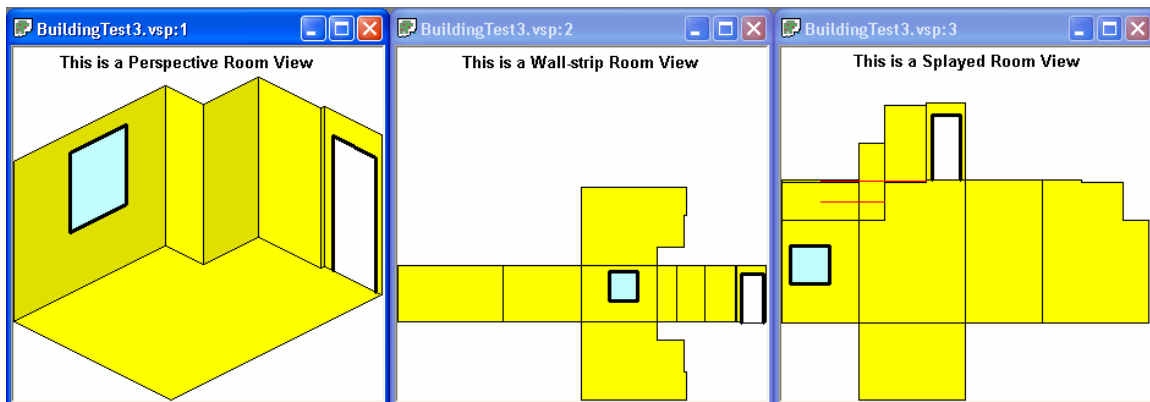 BuildingTest3.vsp:1
This is a Perspective Room View
BuildingTest3.vsp:2
This is a Wall-strip Room View
BuildingTest3.vsp:3
This is a Splayed Room View